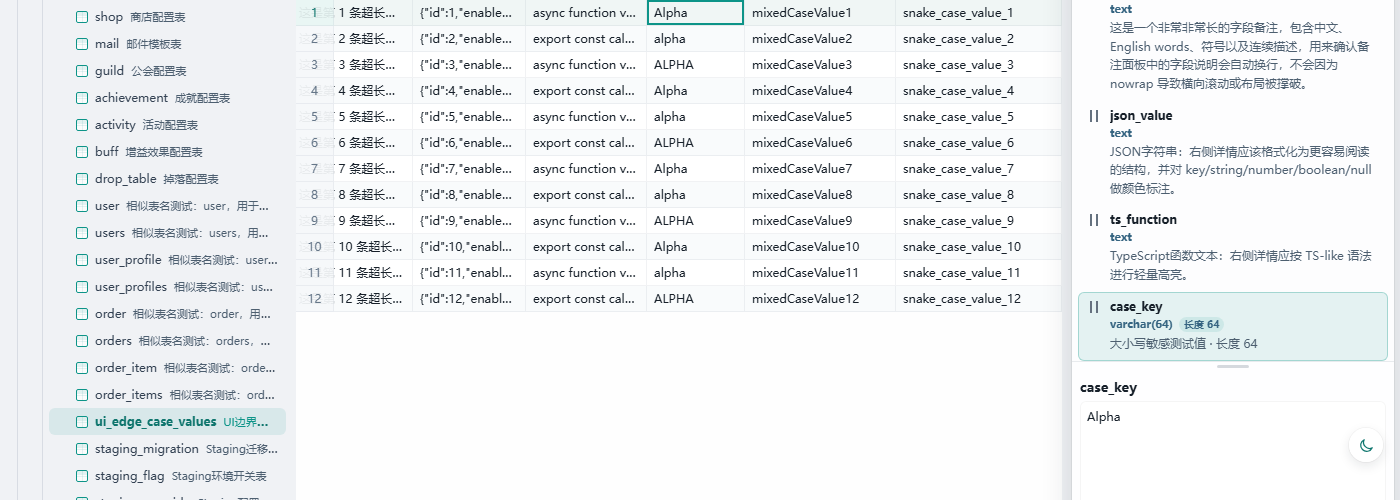 shop 商店配置表
mail 邮件模板表
guild 公会配置表
achievement 成就配置表
activity 活动配置表
buff 增益效果配置表
drop_table 掉落配置表
user 相似表名测试：user，用于...
users 相似表名测试：users，用...
user_profile 相似表名测试：user...
user_profiles 相似表名测试：us...
order 相似表名测试：order，用...
orders 相似表名测试：orders，...
order_item 相似表名测试：orde...
order_items 相似表名测试：ord...
ui_edge_case_values UI边界...
staging_migration Staging迁移...
staging_flag Staging环境开关表
1 1 条超长... {"id":1,"enable... async function v... Alpha mixedCaseValue1 snake_case_value_1
2 2 条超长... {"id":2,"enable... export const cal... alpha mixedCaseValue2 snake_case_value_2
3 3 条超长... {"id":3,"enable... async function v... ALPHA mixedCaseValue3 snake_case_value_3
4 4 条超长... {"id":4,"enable... export const cal... Alpha mixedCaseValue4 snake_case_value_4
5 5 条超长... {"id":5,"enable... async function v... alpha mixedCaseValue5 snake_case_value_5
6 6 条超长... {"id":6,"enable... export const cal... ALPHA mixedCaseValue6 snake_case_value_6
7 7 条超长... {"id":7,"enable... async function v... Alpha mixedCaseValue7 snake_case_value_7
8 8 条超长... {"id":8,"enable... export const cal... alpha mixedCaseValue8 snake_case_value_8
9 9 条超长... {"id":9,"enable... async function v... ALPHA mixedCaseValue9 snake_case_value_9
10 10 条超长... {"id":10,"enabl... export const cal... Alpha mixedCaseValue10 snake_case_value_10
11 11 条超长... {"id":11,"enabl... async function v... alpha mixedCaseValue11 snake_case_value_11
12 12 条超长... {"id":12,"enabl... export const cal... ALPHA mixedCaseValue12 snake_case_value_12
text
这是一个非常非常长的字段备注，包含中文、
English words、符号以及连续描述，用来确认备
注面板中的字段说明会自动换行，不会因为
nowrap 导致横向滚动或布局被撑破。
json_value
text
JSON字符串：右侧详情应该格式化为更容易阅读
的结构，并对 key/string/number/boolean/null
做颜色标注。
ts_function
text
TypeScript函数文本：右侧详情应按 TS-like 语法
进行轻量高亮。
case_key
varchar(64) 长度 64
大小写敏感测试值 · 长度 64
case_key
Alpha